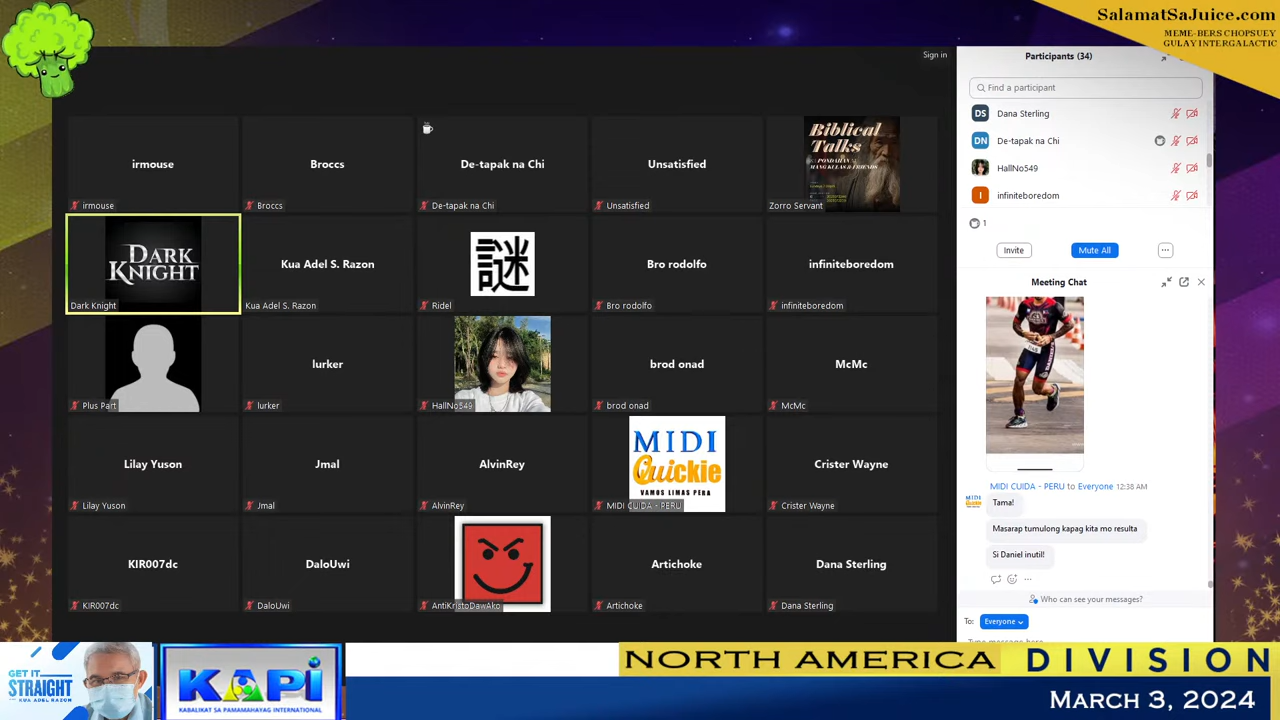 SalamatSaJuice.com
MEME-BERS CHOPSUEY
GULAY INTERGALACTIC
Sign in
Participants (34)
Find a participant
DS Dana Sterling
DN De-tapak na Chi
HallNo549
I infiniteboredom
1
Invite
Mute All
Meeting Chat
MIDI CUIDA - PERU to Everyone 12:38 AM
Tama!
Masarap tumulong kapag kita mo resulta
Si Daniel inutil!
Who can see your messages?
To: Everyone
irmouse
irmouse
Broccs
Broccs
De-tapak na Chi
De-tapak na Chi
Unsatisfied
Unsatisfied
Biblical
Talks
PONDAHAN
MANG KULAS & FRIENDS
Zorro Servant
DARK
KNIGHT
Dark Knight
Kua Adel S. Razon
Kua Adel S. Razon
謎
Ridel
Bro rodolfo
Bro rodolfo
infiniteboredom
infiniteboredom
Plus Part
lurker
lurker
HallNo549
brod onad
brod onad
McMc
McMc
Lilay Yuson
Lilay Yuson
Jmal
Jmal
AlvinRey
AlvinRey
MIDI
Quickie
VAMOS LIMAS PERA
MIDI CUIDA - PERU
Crister Wayne
Crister Wayne
KIR007dc
KIR007dc
DaloUwi
DaloUwi
AntiKristoDawAko
Artichoke
Artichoke
Dana Sterling
Dana Sterling
GET IT
STRAIGHT
KUA ADEL RAZON
KAPI
KABALIKAT SA PAMAMAHAYAG INTERNATIONAL
NORTH AMERICA DIVISION
MARCH 3, 2024